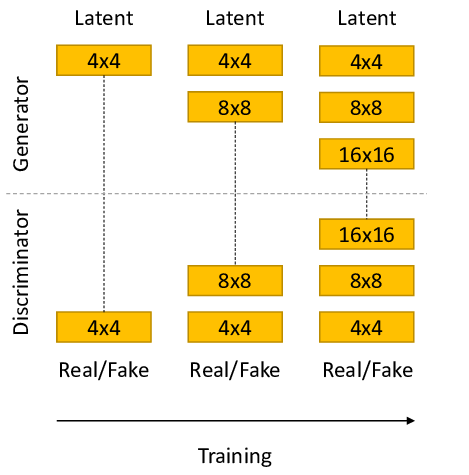 Latent Latent Latent
4x4 4x4 4x4
8x8 8x8
16x16
Generator
Discriminator
16x16
8x8 8x8
4x4 4x4 4x4
Real/Fake Real/Fake Real/Fake
Training